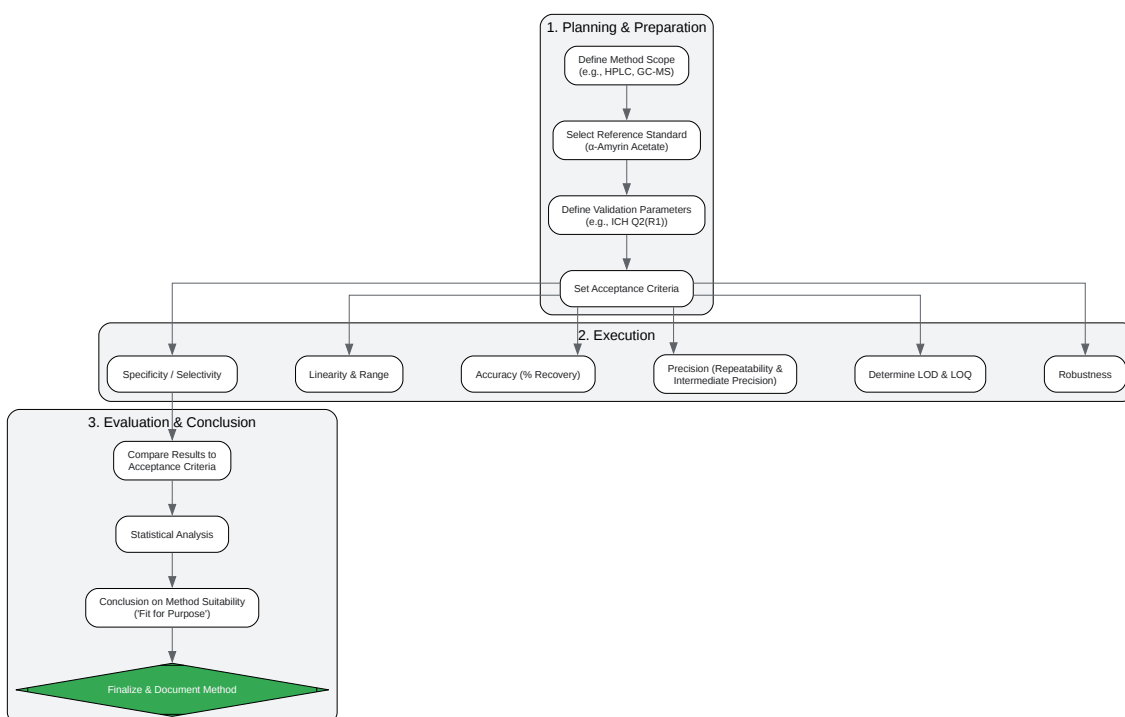 1. Planning & Preparation
Define Method Scope
(e.g., HPLC, GC-MS)
Select Reference Standard
(α-Amyrin Acetate)
Define Validation Parameters
(e.g., ICH Q2(R1))
Set Acceptance Criteria
2. Execution
Specificity / Selectivity
Linearity & Range
Accuracy (% Recovery)
Precision (Repeatability &
Intermediate Precision)
Determine LOD & LOQ
Robustness
3. Evaluation & Conclusion
Compare Results to
Acceptance Criteria
Statistical Analysis
Conclusion on Method Suitability
('Fit for Purpose')
Finalize & Document Method